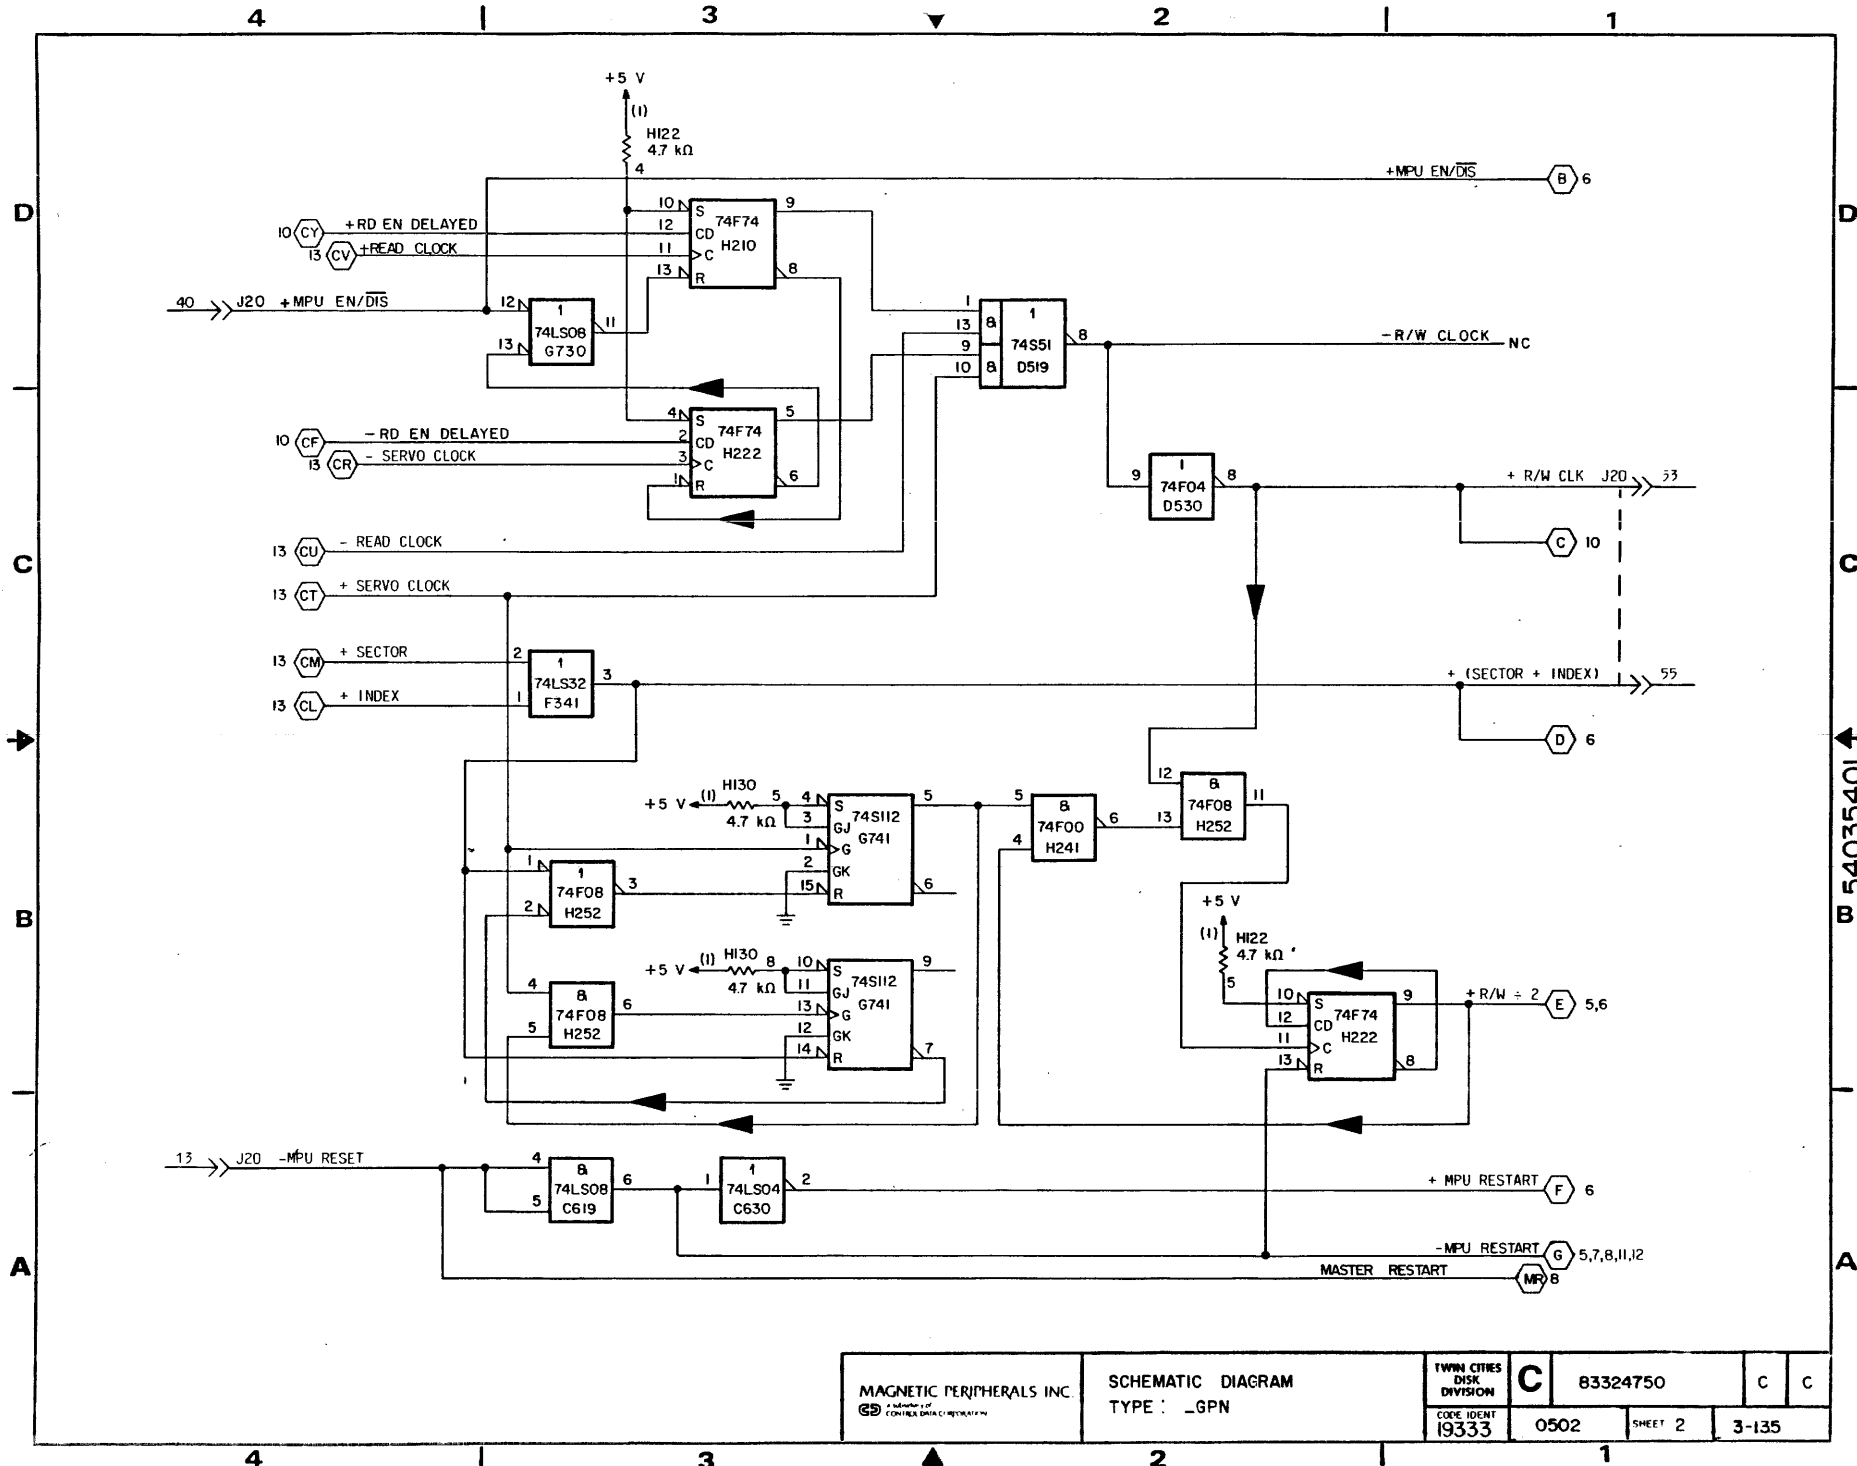 4 3 2 1
+5 V
(1)
H122
4.7 kΩ
4
+MPU EN/DIS B 6
D D
10 CY +RD EN DELAYED
13 CV +READ CLOCK
10 S 9
12 CD 74F74
11 C H210
13 R 8
40 J20 +MPU EN/DIS
12 1 11
74LS08
13 G730
1 1
13 & 74S51 8
9 D519
10 &
-R/W CLOCK NC
10 CF - RD EN DELAYED
13 CR - SERVO CLOCK
4 S 5
2 CD 74F74
3 C H222
1 R 6
9 1 8
74F04
D530
+ R/W CLK J20 53
C 10
13 CU - READ CLOCK
C C
13 CT + SERVO CLOCK
13 CM + SECTOR
13 CL + INDEX
2 1 3
74LS32
1 F341
+ (SECTOR + INDEX) 55
D 6
+5 V (1) H130 5
4.7 kΩ
4 S 5
3 GJ 74S112
1 G G741
2 GK
15 R 6
5 & 6
74F00
4 H241
12 & 11
74F08
13 H252
1 1 3
74F08
2 H252
B B
5403540L
+5 V
(1) H122
4.7 kΩ
5
+5 V (1) H130 8
4.7 kΩ
10 S 9
11 GJ 74S112
13 G G741
12 GK
14 R 7
4 & 6
74F08
5 H252
10 S 9
12 CD 74F74
11 C H222
13 R 8
+ R/W ÷ 2 E 5,6
13 J20 -MPU RESET
4 & 6
74LS08
5 C619
1 1 2
74LS04
C630
+ MPU RESTART F 6
-MPU RESTART G 5,7,8,11,12
MASTER RESTART MR 8
A A
MAGNETIC PERIPHERALS INC.
a subsidiary of
CONTROL DATA CORPORATION
SCHEMATIC DIAGRAM
TYPE : _GPN
TWIN CITES
DISK
DIVISION
C 83324750 C C
CODE IDENT
19333
0502 SHEET 2 3-135
4 3 2 1